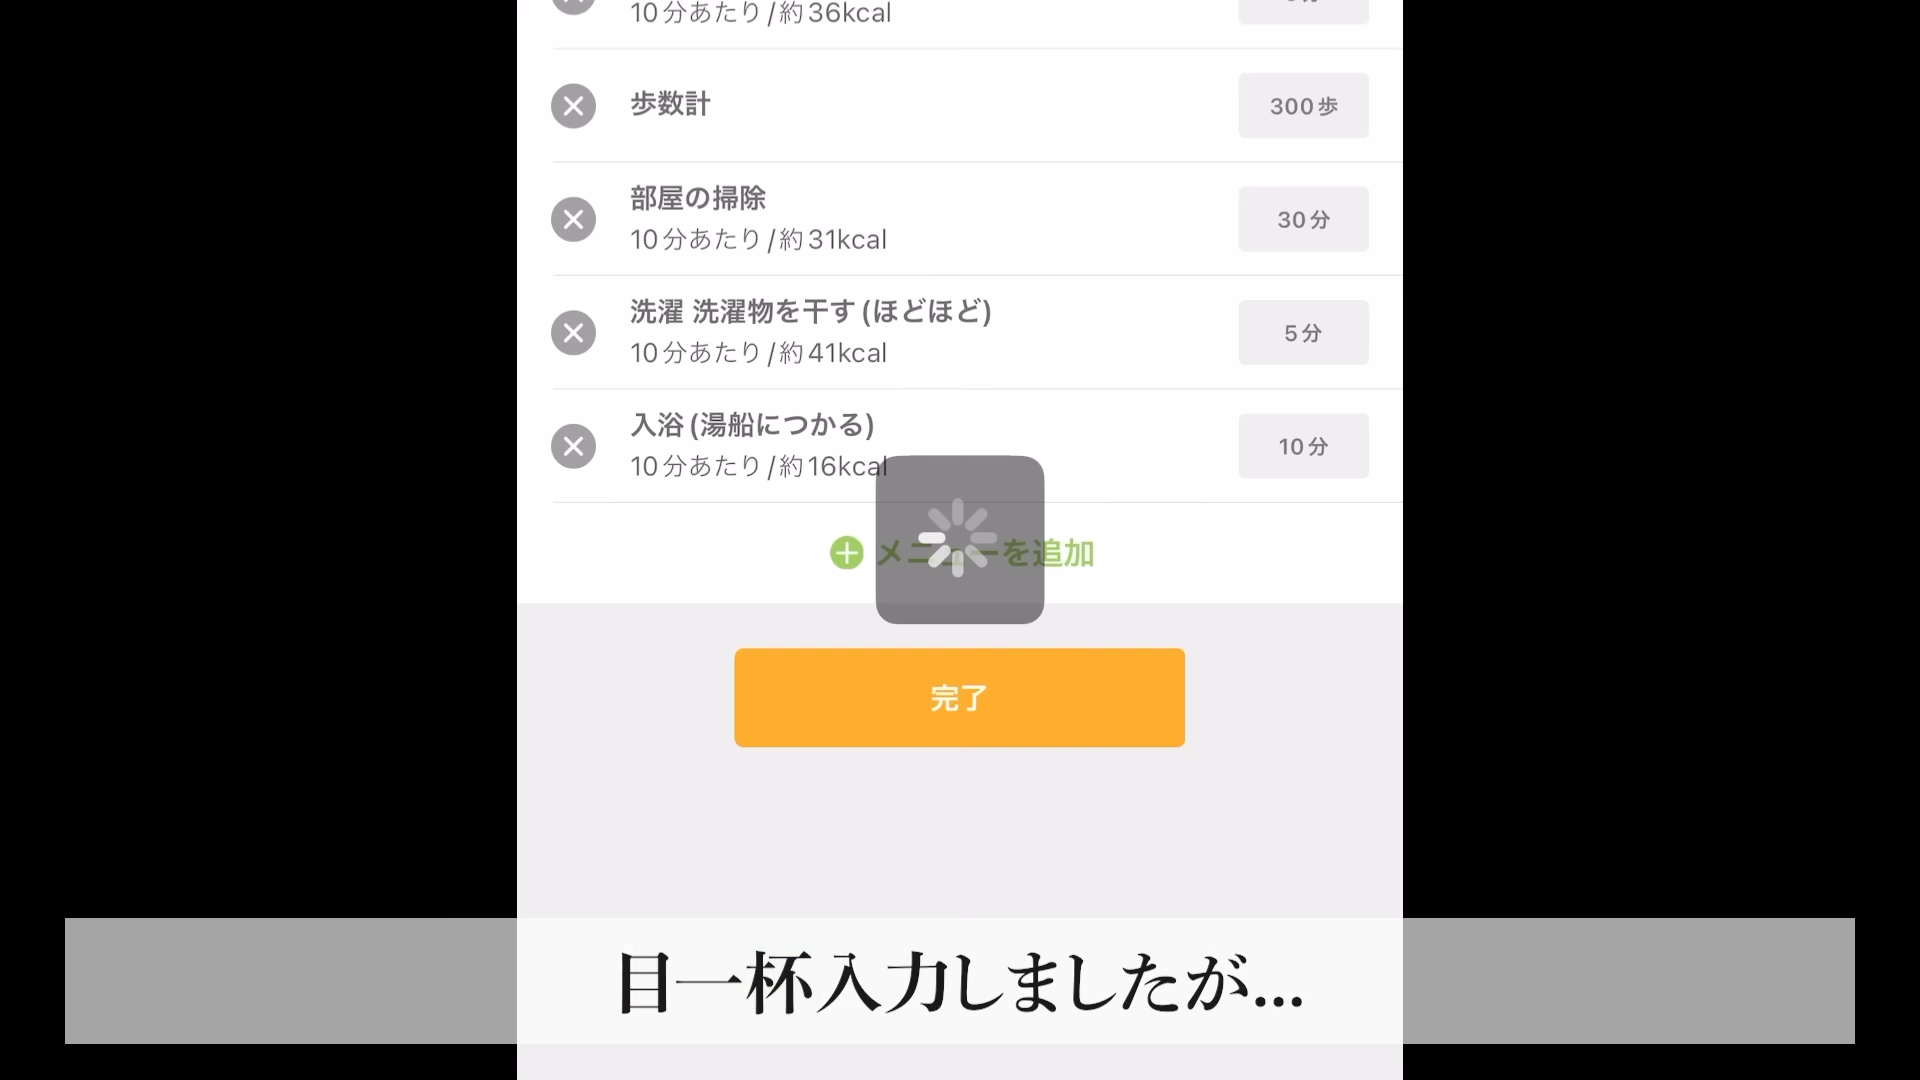 10分あたり/約36kcal
歩数計
300歩
部屋の掃除
10分あたり/約31kcal
30分
洗濯 洗濯物を干す(ほどほど)
10分あたり/約41kcal
5分
入浴(湯船につかる)
10分あたり/約16kcal
10分
メニューを追加
完了
目一杯入力しましたが...